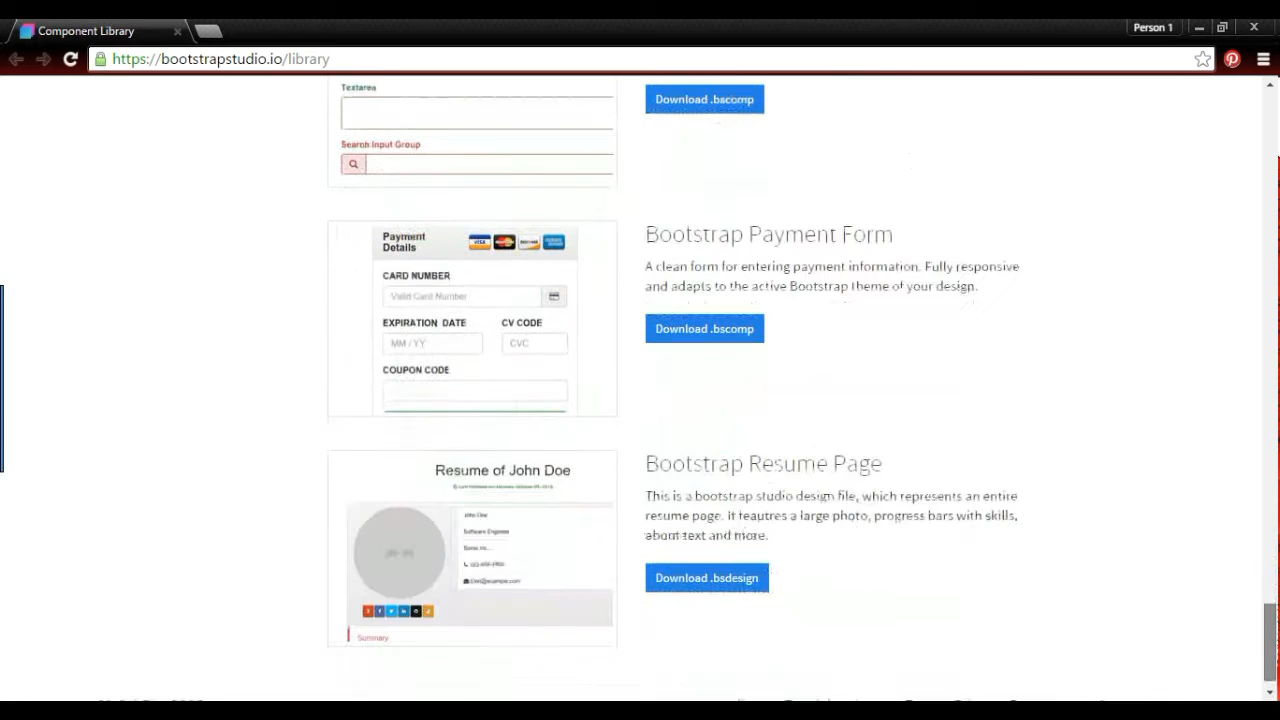 Component Library
Person 1
https://bootstrapstudio.io/library
Textarea
Download .bscomp
Search Input Group
Payment
Details
VISA
CARD NUMBER
Valid Card Number
EXPIRATION DATE
CV CODE
MM / YY
CVC
COUPON CODE
Bootstrap Payment Form
A clean form for entering payment information. Fully responsive
and adapts to the active Bootstrap theme of your design.
Download .bscomp
Resume of John Doe
John Doe
Software Engineer
Some Inc.
Summary
Bootstrap Resume Page
This is a bootstrap studio design file, which represents an entire
resume page. It feautres a large photo, progress bars with skills,
about text and more.
Download .bsdesign